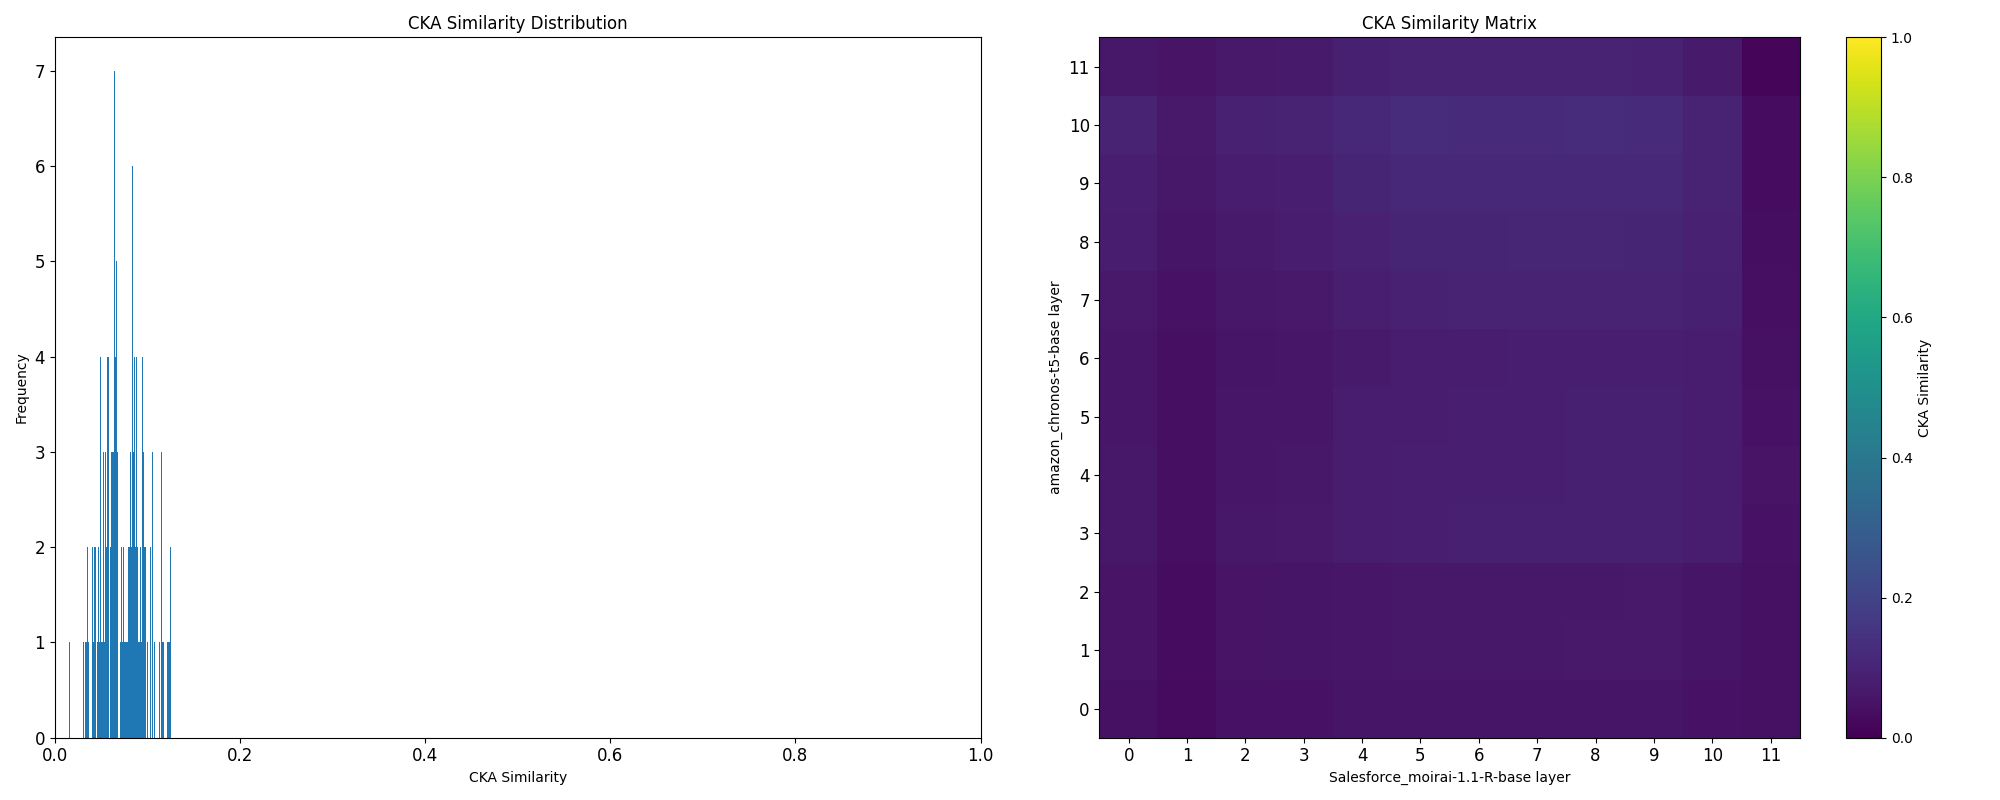 CKA Similarity Distribution
7
6
5
4
3
2
1
0
Frequency
0.0 0.2 0.4 0.6 0.8 1.0
CKA Similarity
CKA Similarity Matrix
11
10
9
8
7
6
5
4
3
2
1
0
amazon_chronos-t5-base layer
0 1 2 3 4 5 6 7 8 9 10 11
Salesforce_moirai-1.1-R-base layer
1.0
0.8
0.6
0.4
0.2
0.0
CKA Similarity